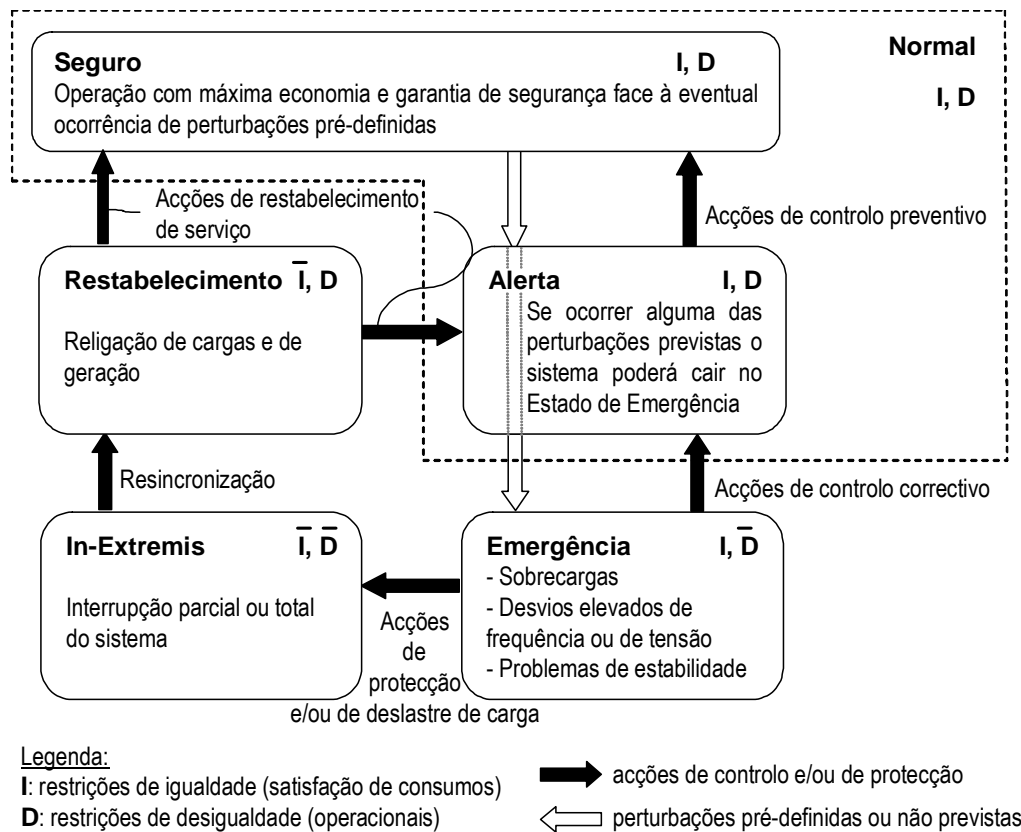 Normal
I, D
Seguro I, D
Operação com máxima economia e garantia de segurança face à eventual
ocorrência de perturbações pré-definidas
Acções de restabelecimento
de serviço
Acções de controlo preventivo
Restabelecimento I̅, D
Religação de cargas e de
geração
Alerta I, D
Se ocorrer alguma das
perturbações previstas o
sistema poderá cair no
Estado de Emergência
Resincronização
Acções de controlo correctivo
In-Extremis I̅, D̅
Interrupção parcial ou total
do sistema
Acções
de
protecção
e/ou de deslastre de carga
Emergência I, D̅
- Sobrecargas
- Desvios elevados de
frequência ou de tensão
- Problemas de estabilidade
Legenda:
I: restrições de igualdade (satisfação de consumos)
D: restrições de desigualdade (operacionais)
acções de controlo e/ou de protecção
perturbações pré-definidas ou não previstas